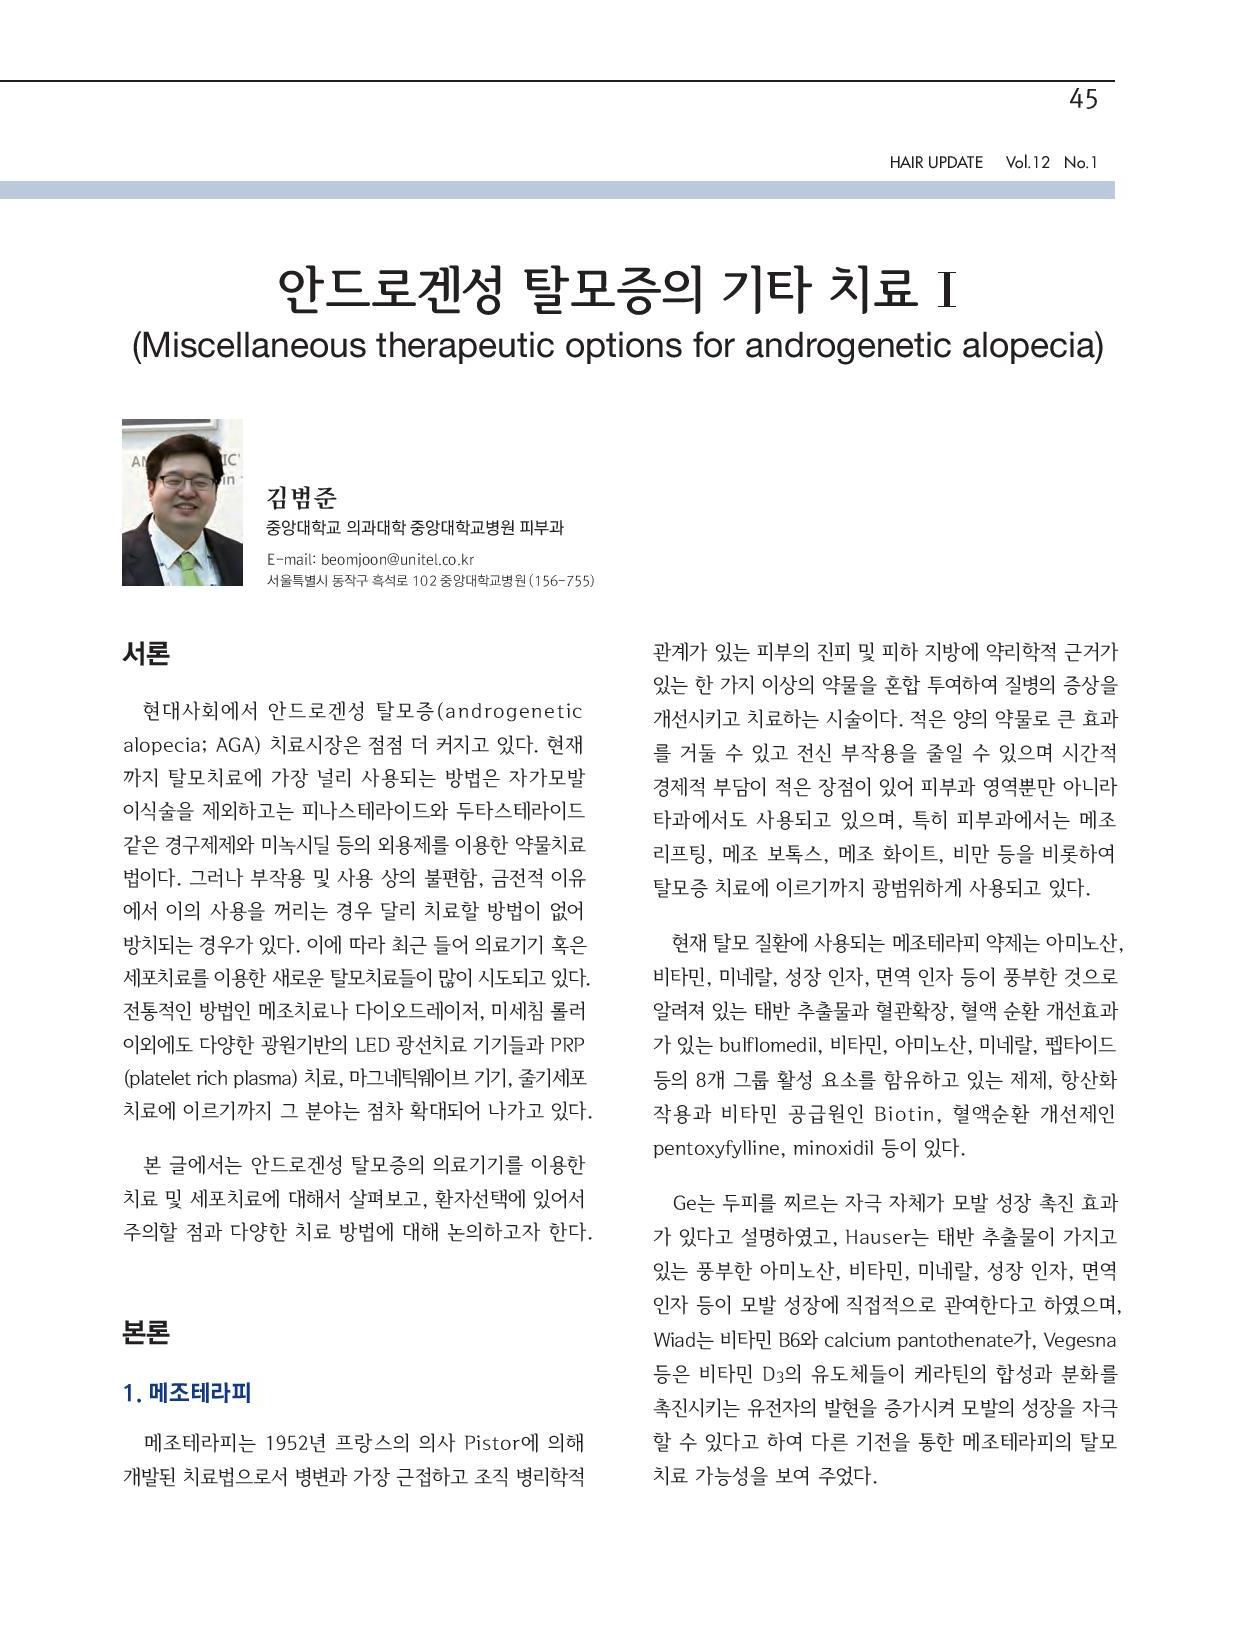 45
HAIR UPDATE Vol.12 No.1
안드로겐성 탈모증의 기타 치료 I
(Miscellaneous therapeutic options for androgenetic alopecia)
김범준
중앙대학교 의과대학 중앙대학교병원 피부과
E-mail: beomjoon@unitel.co.kr
서울특별시 동작구 흑석로 102 중앙대학교병원(156-755)
서론
현대사회에서 안드로겐성 탈모증(androgenetic
alopecia; AGA) 치료시장은 점점 더 커지고 있다. 현재
까지 탈모치료에 가장 널리 사용되는 방법은 자가모발
이식술을 제외하고는 피나스테라이드와 두타스테라이드
같은 경구제제와 미녹시딜 등의 외용제를 이용한 약물치료
법이다. 그러나 부작용 및 사용 상의 불편함, 금전적 이유
에서 이의 사용을 꺼리는 경우 달리 치료할 방법이 없어
방치되는 경우가 있다. 이에 따라 최근 들어 의료기기 혹은
세포치료를 이용한 새로운 탈모치료들이 많이 시도되고 있다.
전통적인 방법인 메조치료나 다이오드레이저, 미세침 롤러
이외에도 다양한 광원기반의 LED 광선치료 기기들과 PRP
(platelet rich plasma) 치료, 마그네틱웨이브 기기, 줄기세포
치료에 이르기까지 그 분야는 점차 확대되어 나가고 있다.
본 글에서는 안드로겐성 탈모증의 의료기기를 이용한
치료 및 세포치료에 대해서 살펴보고, 환자선택에 있어서
주의할 점과 다양한 치료 방법에 대해 논의하고자 한다.
본론
1. 메조테라피
메조테라피는 1952년 프랑스의 의사 Pistor에 의해
개발된 치료법으로서 병변과 가장 근접하고 조직 병리학적
관계가 있는 피부의 진피 및 피하 지방에 약리학적 근거가
있는 한 가지 이상의 약물을 혼합 투여하여 질병의 증상을
개선시키고 치료하는 시술이다. 적은 양의 약물로 큰 효과
를 거둘 수 있고 전신 부작용을 줄일 수 있으며 시간적
경제적 부담이 적은 장점이 있어 피부과 영역뿐만 아니라
타과에서도 사용되고 있으며, 특히 피부과에서는 메조
리프팅, 메조 보톡스, 메조 화이트, 비만 등을 비롯하여
탈모증 치료에 이르기까지 광범위하게 사용되고 있다.
현재 탈모 질환에 사용되는 메조테라피 약제는 아미노산,
비타민, 미네랄, 성장 인자, 면역 인자 등이 풍부한 것으로
알려져 있는 태반 추출물과 혈관확장, 혈액 순환 개선효과
가 있는 bulflomedil, 비타민, 아미노산, 미네랄, 펩타이드
등의 8개 그룹 활성 요소를 함유하고 있는 제제, 항산화
작용과 비타민 공급원인 Biotin, 혈액순환 개선제인
pentoxyfylline, minoxidil 등이 있다.
Ge는 두피를 찌르는 자극 자체가 모발 성장 촉진 효과
가 있다고 설명하였고, Hauser는 태반 추출물이 가지고
있는 풍부한 아미노산, 비타민, 미네랄, 성장 인자, 면역
인자 등이 모발 성장에 직접적으로 관여한다고 하였으며,
Wiad는 비타민 B6와 calcium pantothenate가, Vegesna
등은 비타민 D3의 유도체들이 케라틴의 합성과 분화를
촉진시키는 유전자의 발현을 증가시켜 모발의 성장을 자극
할 수 있다고 하여 다른 기전을 통한 메조테라피의 탈모
치료 가능성을 보여 주었다.